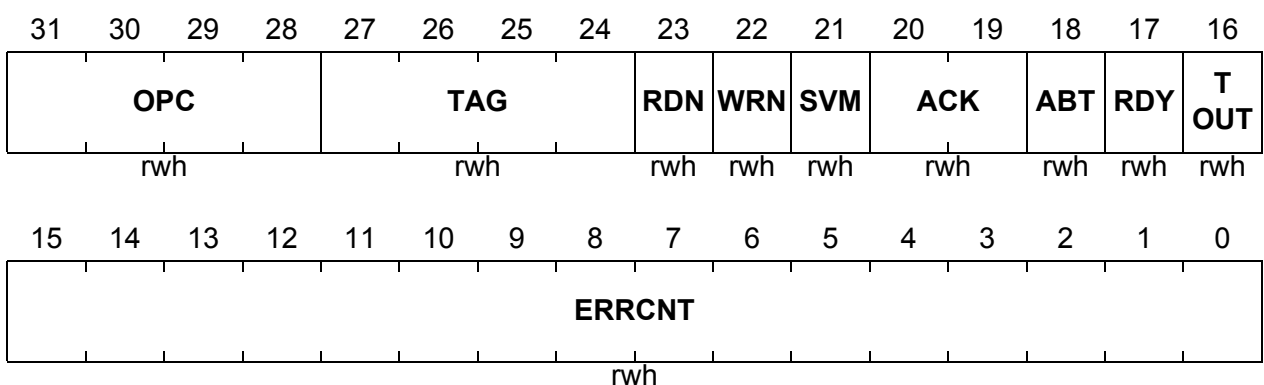 31 30 29 28 27 26 25 24 23 22 21 20 19 18 17 16
OPC TAG RDN WRN SVM ACK ABT RDY T
OUT
rwh rwh rwh rwh rwh rwh rwh rwh rwh
15 14 13 12 11 10 9 8 7 6 5 4 3 2 1 0
ERRCNT
rwh